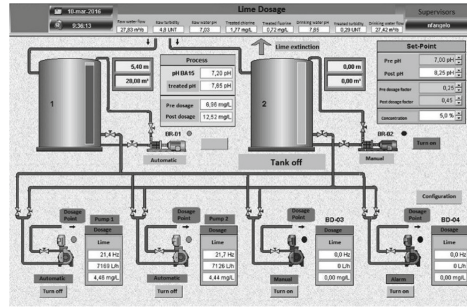 10-mar-2016
9:36:13
Lime Dosage
Supervisors
nfangelo
Raw water flow
27,83 m³/s
Raw turbidity
4,8 UNT
Raw water pH
7,03
Treated chlorine
1,77 mg/L
Treated fluorine
0,72 mg/L
Drinking water pH
7,85
Treated turbidity
0,29 UNT
Drinking water flow
27,42 m³/s
Lime extinction
5,40 m
28,08 m³
1
Process
pH BA15 7,20 pH
treated pH 7,85 pH
Pre dosage 6,96 mg/L
Post dosage 12,52 mg/L
0,00 m
0,00 m³
2
Set-Point
Pre pH 7,00 pH
Post pH 8,25 pH
Pre dosage factor 0,25
Post dosage factor 0,45
Concentration 5,0 %
BR-01
Automatic
Tank off
BR-02
Manual
Turn on
Configuration
Dosage
Point
Pump 1
Dosage
Lime
21,4 Hz
7169 L/h
4,46 mg/L
Automatic
Turn off
Dosage
Point
Pump 2
Dosage
Lime
21,7 Hz
7126 L/h
4,44 mg/L
Automatic
Turn off
Dosage
Point
BD-03
Dosage
Lime
0,0 Hz
0 L/h
0,00 mg/L
Manual
Turn on
Dosage
Point
BD-04
Dosage
Lime
0,0 Hz
0 L/h
0,00 mg/L
Alarm
Turn on